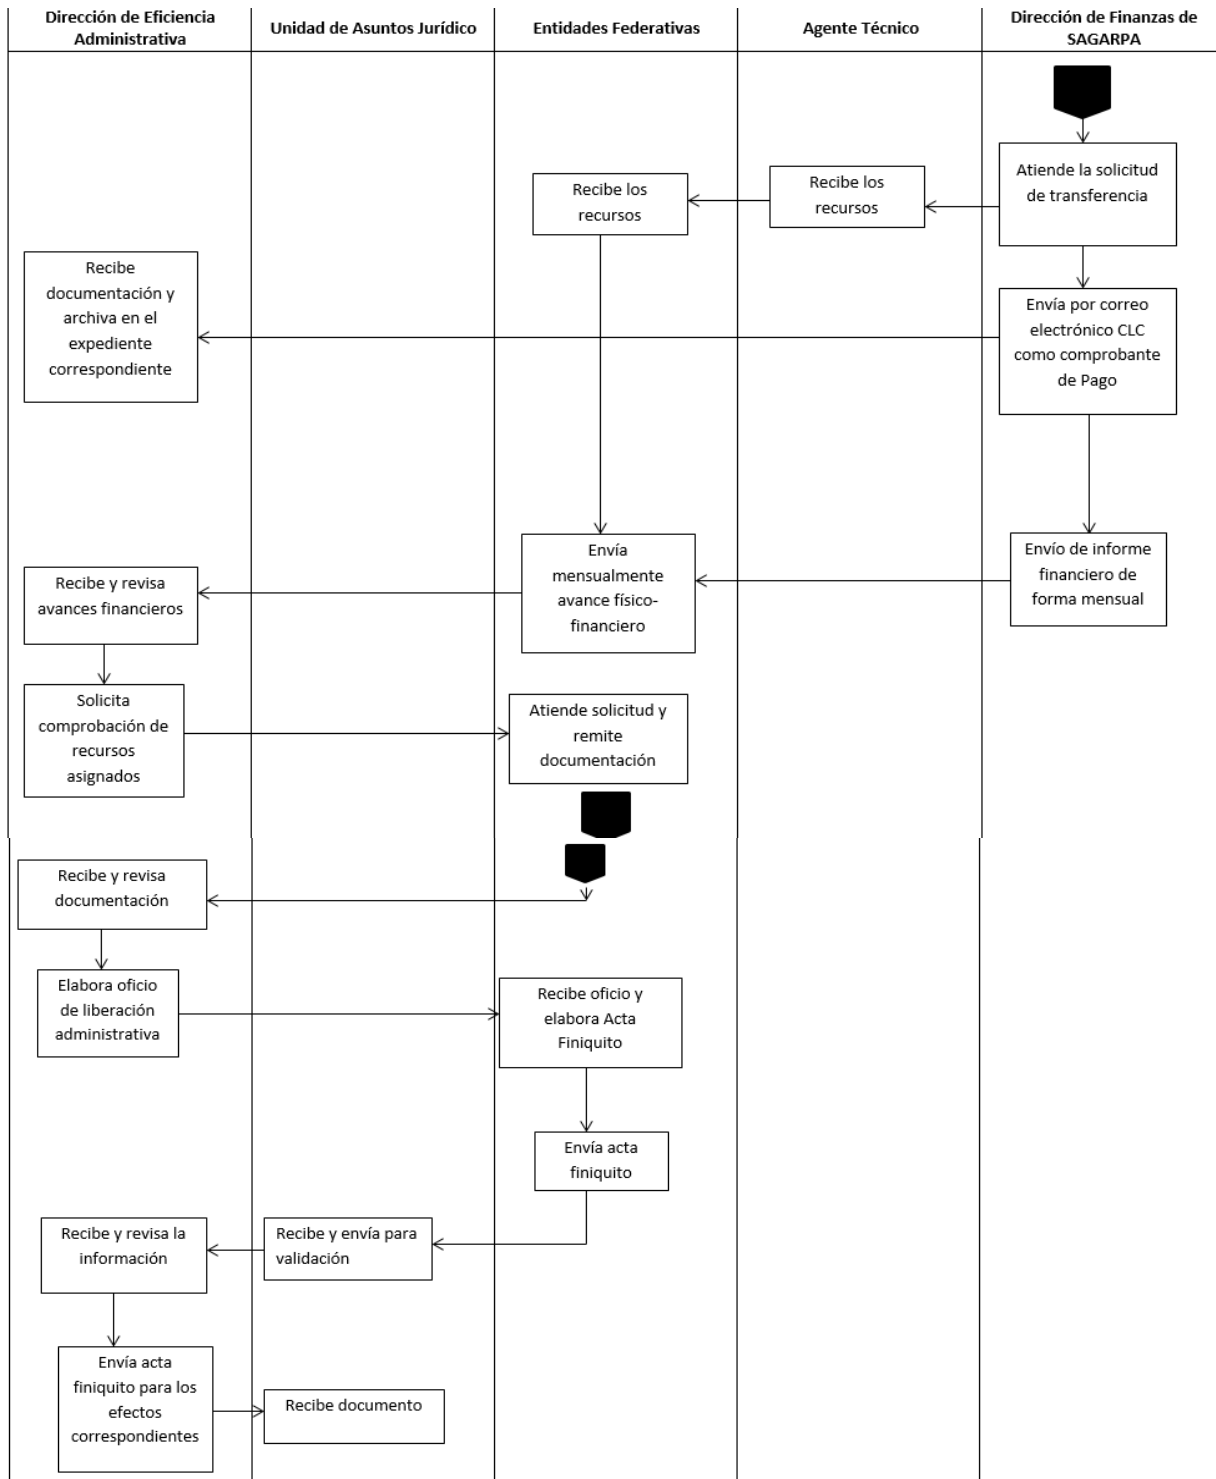 Dirección de Eficiencia
Administrativa
Unidad de Asuntos Jurídico
Entidades Federativas
Agente Técnico
Dirección de Finanzas de
SAGARPA
Atiende la solicitud
de transferencia
Recibe los
recursos
Recibe los
recursos
Recibe
documentación y
archiva en el
expediente
correspondiente
Envía por correo
electrónico CLC
como comprobante
de Pago
Envía
mensualmente
avance físico-
financiero
Envío de informe
financiero de
forma mensual
Recibe y revisa
avances financieros
Solicita
comprobación de
recursos
asignados
Atiende solicitud y
remite
documentación
Recibe y revisa
documentación
Elabora oficio
de liberación
administrativa
Recibe oficio y
elabora Acta
Finiquito
Envía acta
finiquito
Recibe y revisa la
información
Recibe y envía para
validación
Envía acta
finiquito para los
efectos
correspondientes
Recibe documento